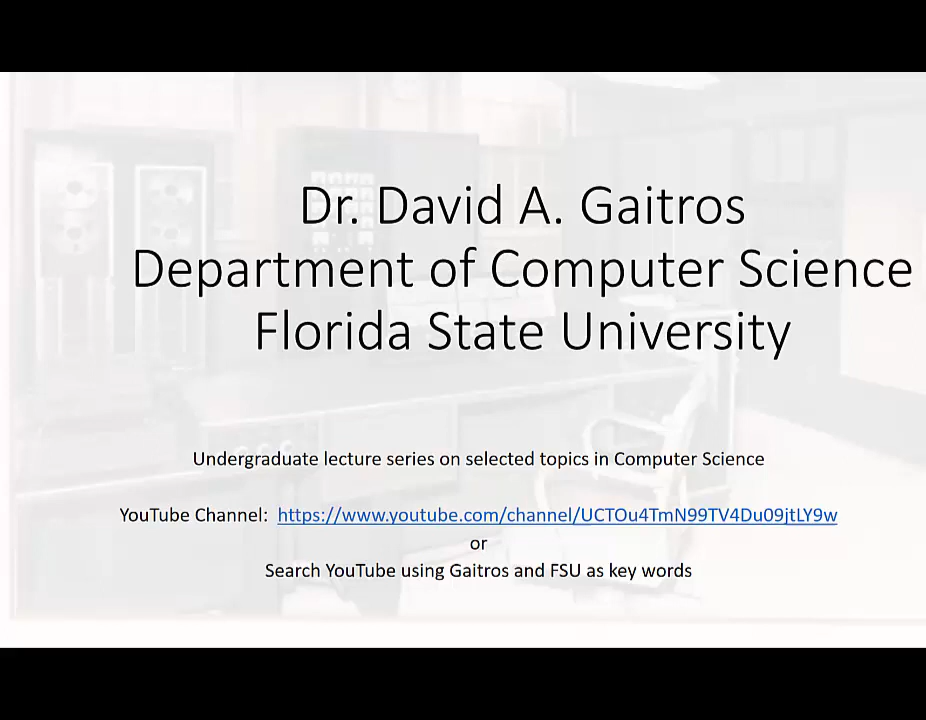 Dr. David A. Gaitros
Department of Computer Science
Florida State University
Undergraduate lecture series on selected topics in Computer Science
YouTube Channel:  https://www.youtube.com/channel/UCTOu4TmN99TV4Du09jtLY9w
or
Search YouTube using Gaitros and FSU as key words